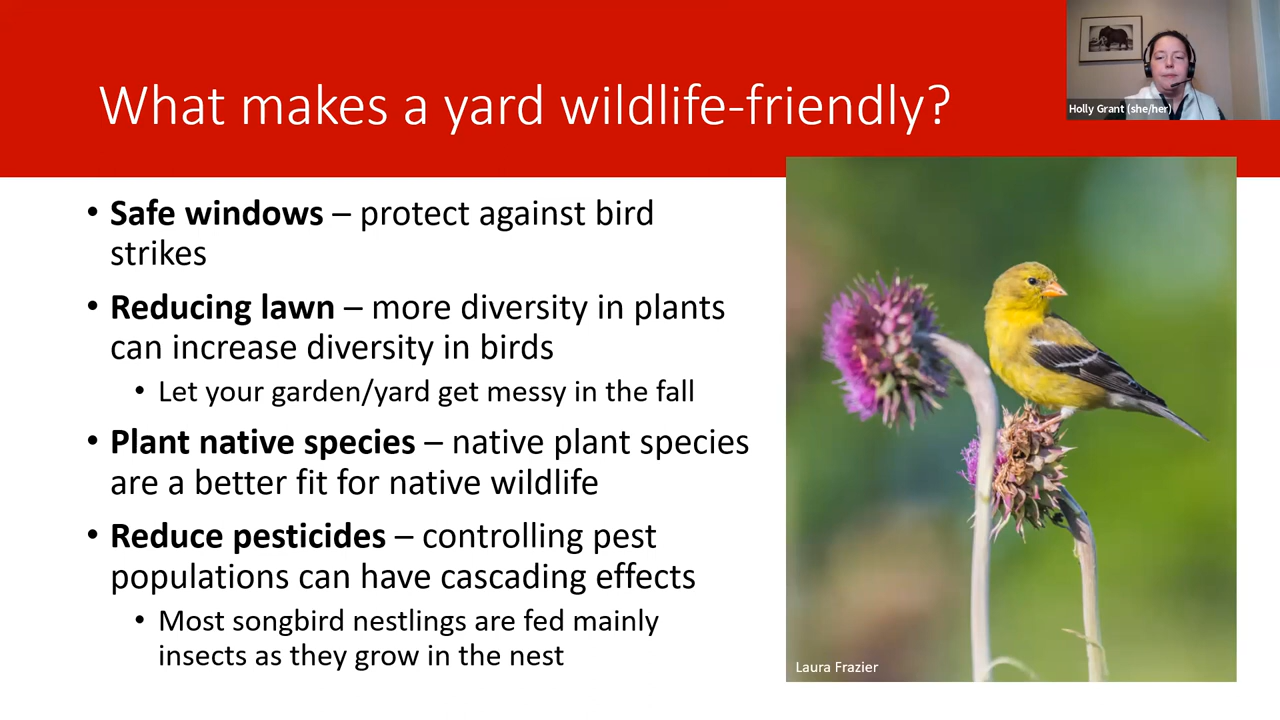 What makes a yard wildlife-friendly?
Holly Grant (she/her)
• Safe windows – protect against bird
strikes
• Reducing lawn – more diversity in plants
can increase diversity in birds
• Let your garden/yard get messy in the fall
• Plant native species – native plant species
are a better fit for native wildlife
• Reduce pesticides – controlling pest
populations can have cascading effects
• Most songbird nestlings are fed mainly
insects as they grow in the nest
Laura Frazier